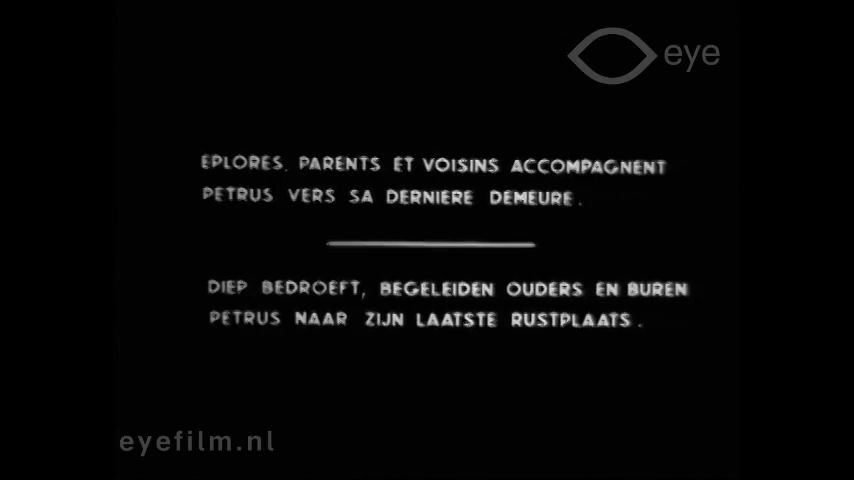 eye
EPLORES. PARENTS ET VOISINS ACCOMPAGNENT
PETRUS VERS SA DERNIERE DEMEURE.
DIEP BEDROEFT, BEGELEIDEN OUDERS EN BUREN
PETRUS NAAR ZIJN LAATSTE RUSTPLAATS.
eyefilm.nl